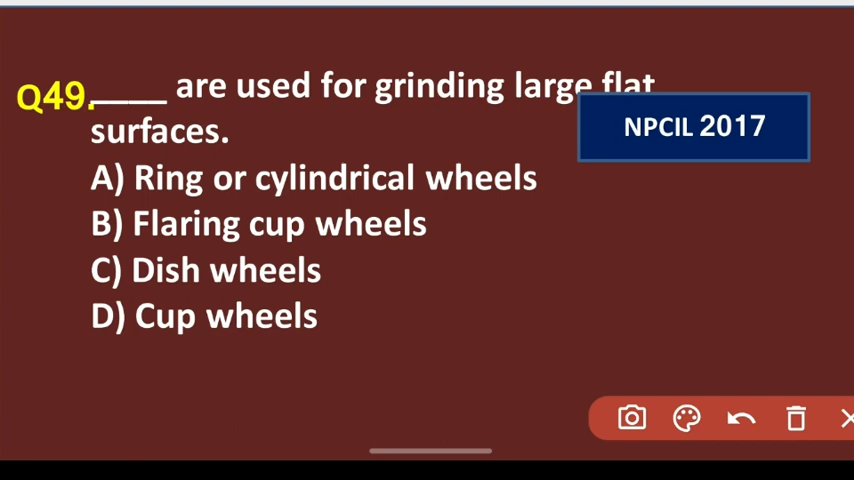 Q49.____ are used for grinding large flat
surfaces.
NPCIL 2017
A) Ring or cylindrical wheels
B) Flaring cup wheels
C) Dish wheels
D) Cup wheels